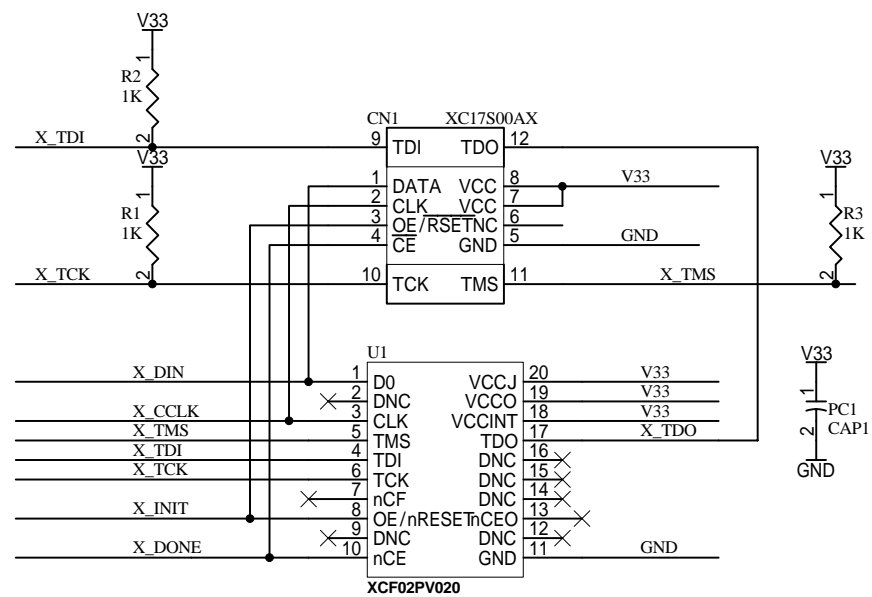 V33
1
R2
1K
2
X_TDI
V33
1
R1
1K
2
X_TCK
CN1 XC17S00AX
9 TDI TDO 12
1 DATA VCC 8 V33
2 CLK VCC 7
3 OE/RSET NC 6
4 CE GND 5 GND
10 TCK TMS 11 X_TMS
V33
1
R3
1K
2
U1
X_DIN 1 D0 VCCJ 20 V33
2 DNC VCCO 19 V33
X_CCLK 3 CLK VCCINT 18 V33
X_TMS 5 TMS TDO 17 X_TDO
X_TDI 4 TDI DNC 16
X_TCK 6 TCK DNC 15
7 nCF DNC 14
X_INIT 8 OE/nRESET nCEO 13
9 DNC DNC 12
X_DONE 10 nCE GND 11 GND
XCF02PV020
V33
1
PC1
2
CAP1
GND